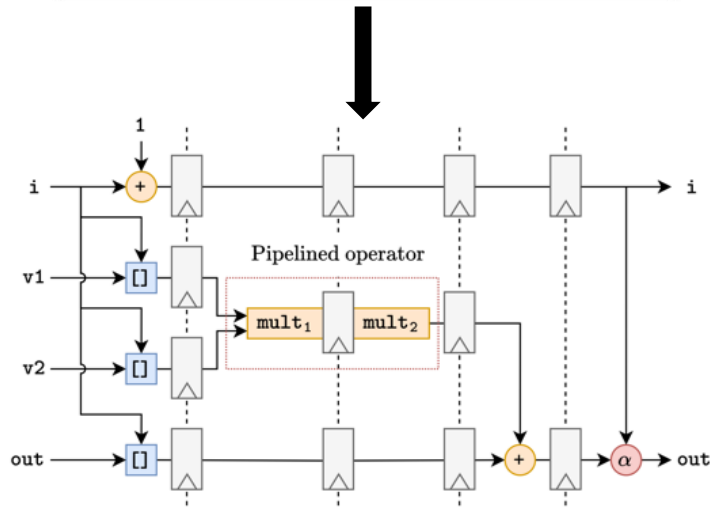 1
i + i
Pipelined operator
v1 []
mult₁ mult₂
v2 []
out [] + α out